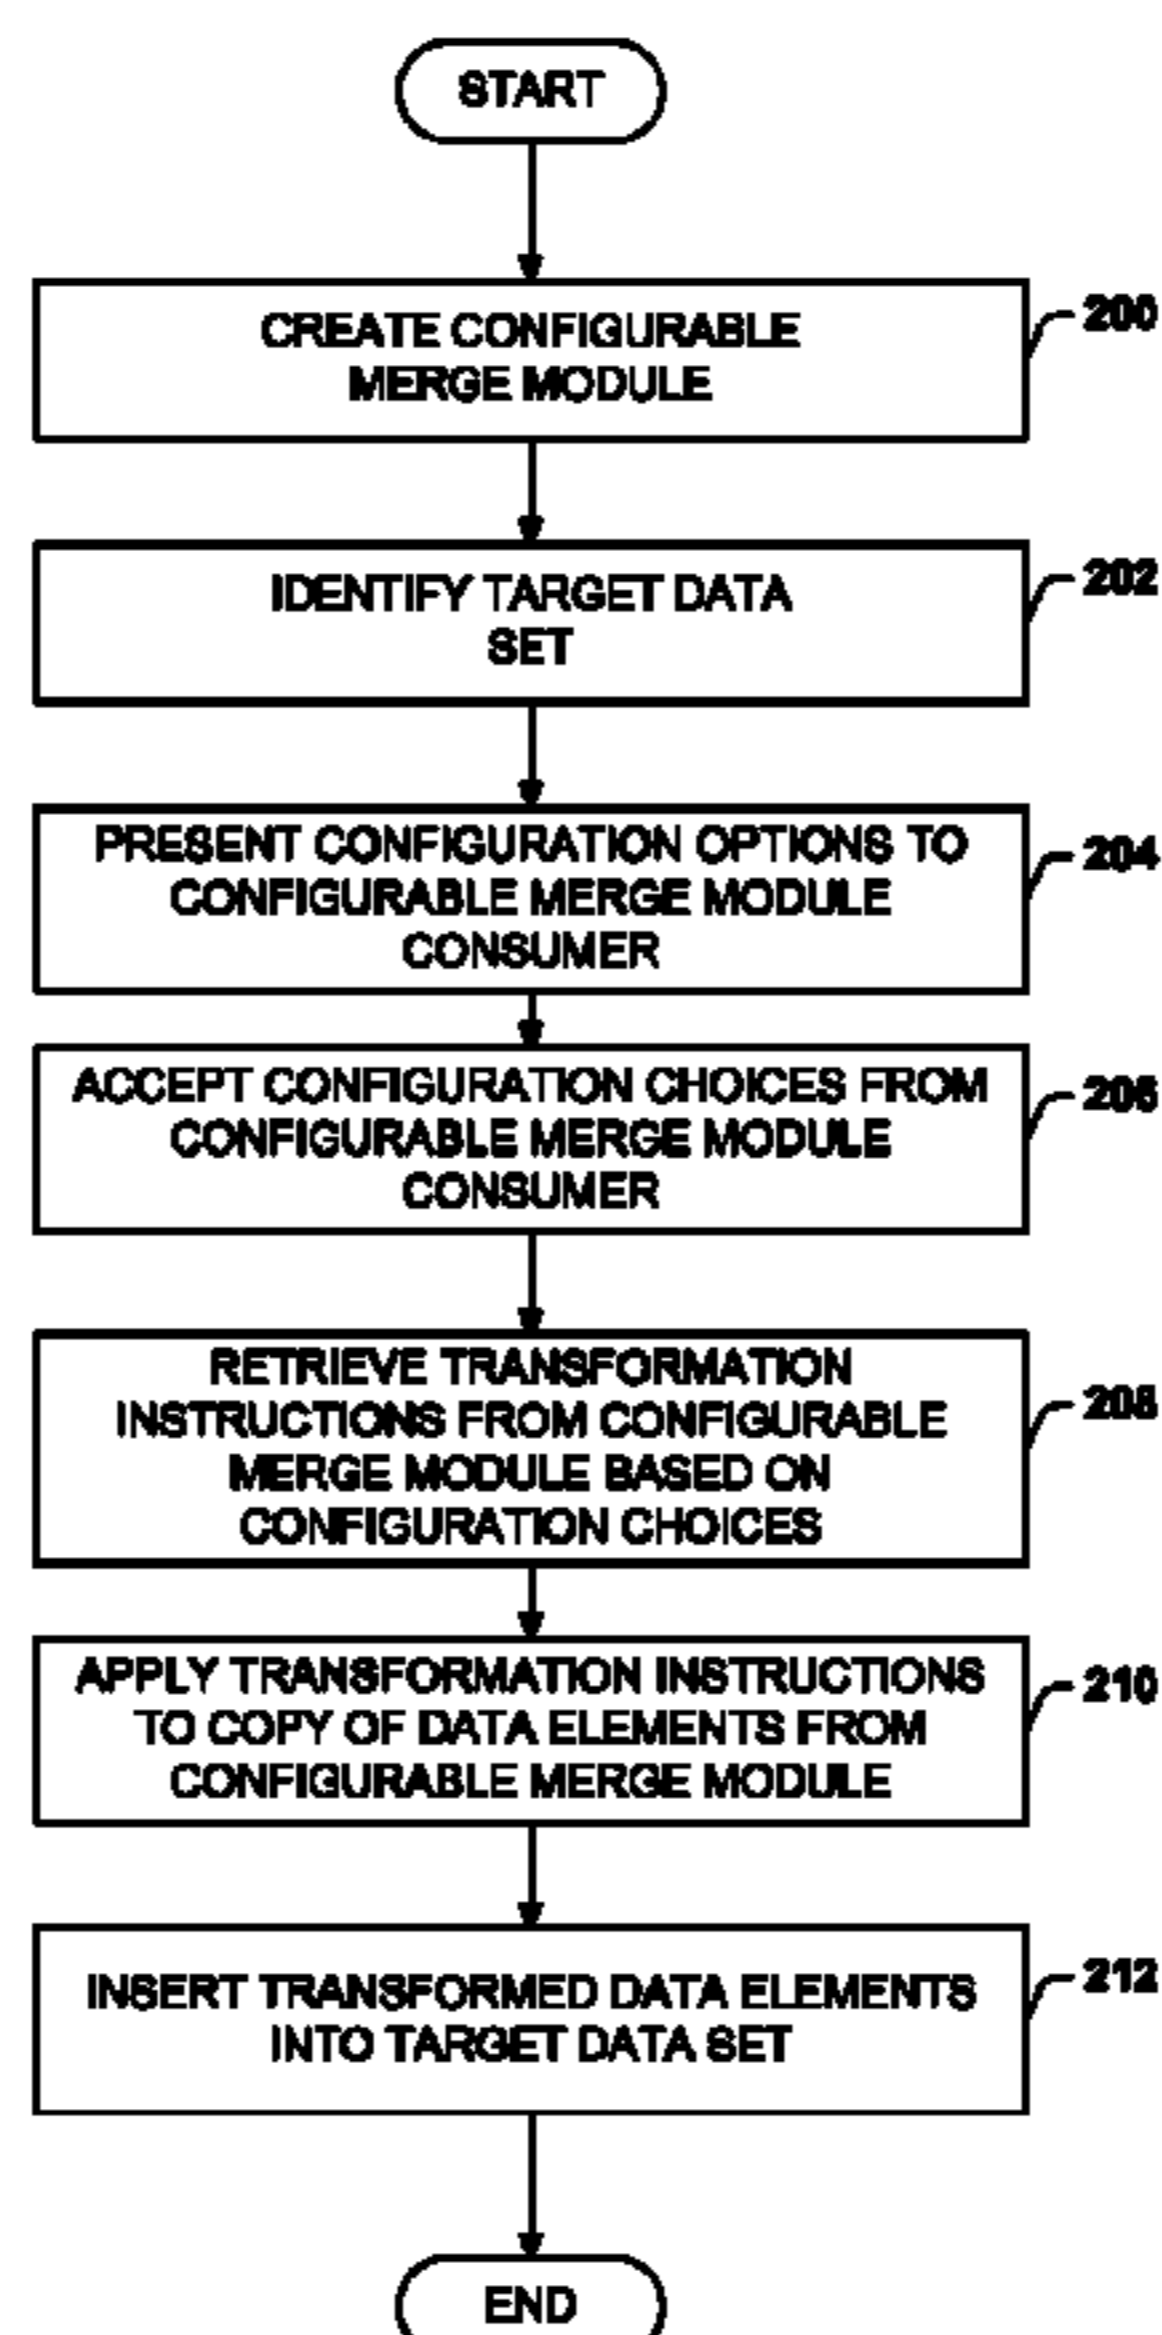 START
CREATE CONFIGURABLE
MERGE MODULE
200
IDENTIFY TARGET DATA
SET
202
PRESENT CONFIGURATION OPTIONS TO
CONFIGURABLE MERGE MODULE
CONSUMER
204
ACCEPT CONFIGURATION CHOICES FROM
CONFIGURABLE MERGE MODULE
CONSUMER
206
RETRIEVE TRANSFORMATION
INSTRUCTIONS FROM CONFIGURABLE
MERGE MODULE BASED ON
CONFIGURATION CHOICES
208
APPLY TRANSFORMATION INSTRUCTIONS
TO COPY OF DATA ELEMENTS FROM
CONFIGURABLE MERGE MODULE
210
INSERT TRANSFORMED DATA ELEMENTS
INTO TARGET DATA SET
212
END